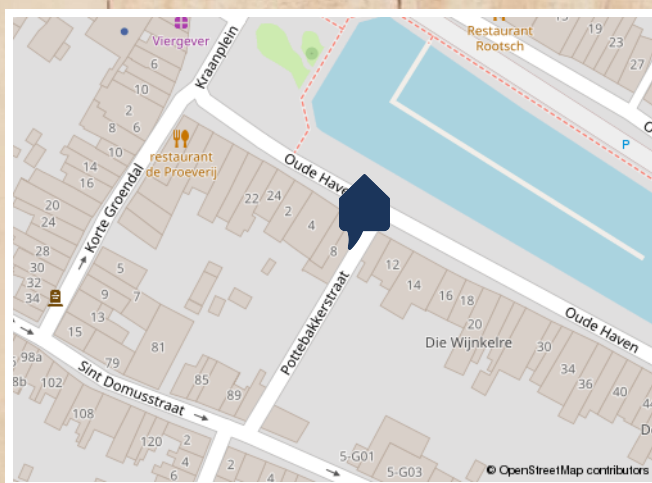 Viergever
Kraanplein
Restaurant
Rootsch
19
23
27
6
10
2
8
6
10
14
16
restaurant
de Proeverij
Oude Haven
P
Korte Groendal
20
24
28
30
32
34
22
24
2
4
8
5
9
7
13
15
79
81
12
14
16
18
20
Die Wijnkelre
30
34
36
40
Oude Haven
Pottebakkerstraat
98a
8b
102
108
120
2
6
4
Sint Domusstraat
85
89
2
4
5-G01
5-G03
© OpenStreetMap contributors